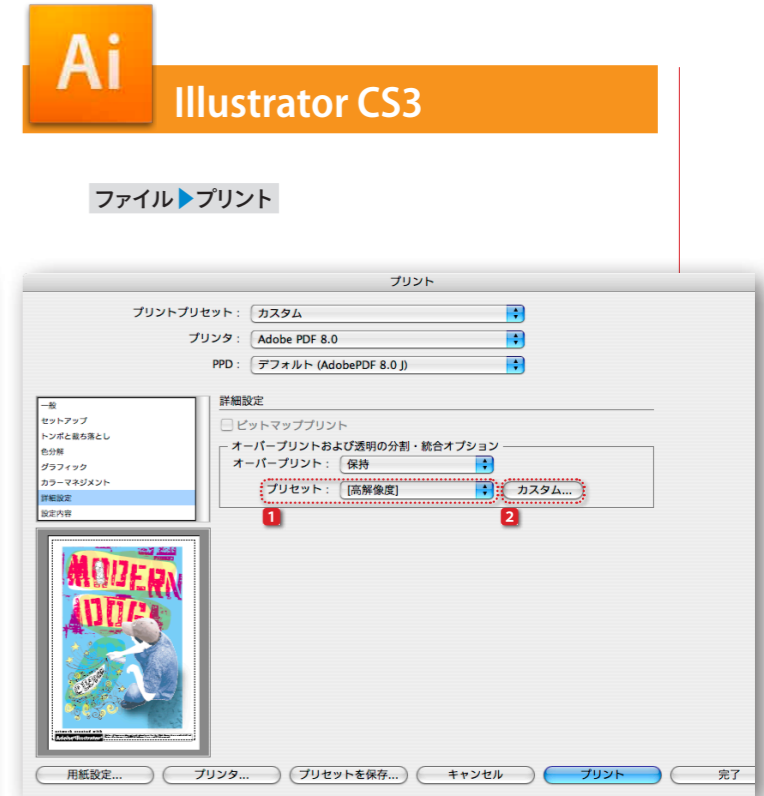 Ai
Illustrator CS3
ファイル▶プリント
プリント
プリントプリセット： カスタム
プリンタ： Adobe PDF 8.0
PPD： デフォルト (AdobePDF 8.0 J)
一般
セットアップ
トンボと裁ち落とし
色分解
グラフィック
カラーマネジメント
詳細設定
設定内容
詳細設定
ビットマッププリント
オーバープリントおよび透明の分割・統合オプション
オーバープリント： 保持
プリセット： [高解像度] カスタム...
1 2
MODERN
DOG
artwork created with
Adobe Illustrator
用紙設定... プリンタ... プリセットを保存... キャンセル プリント 完了